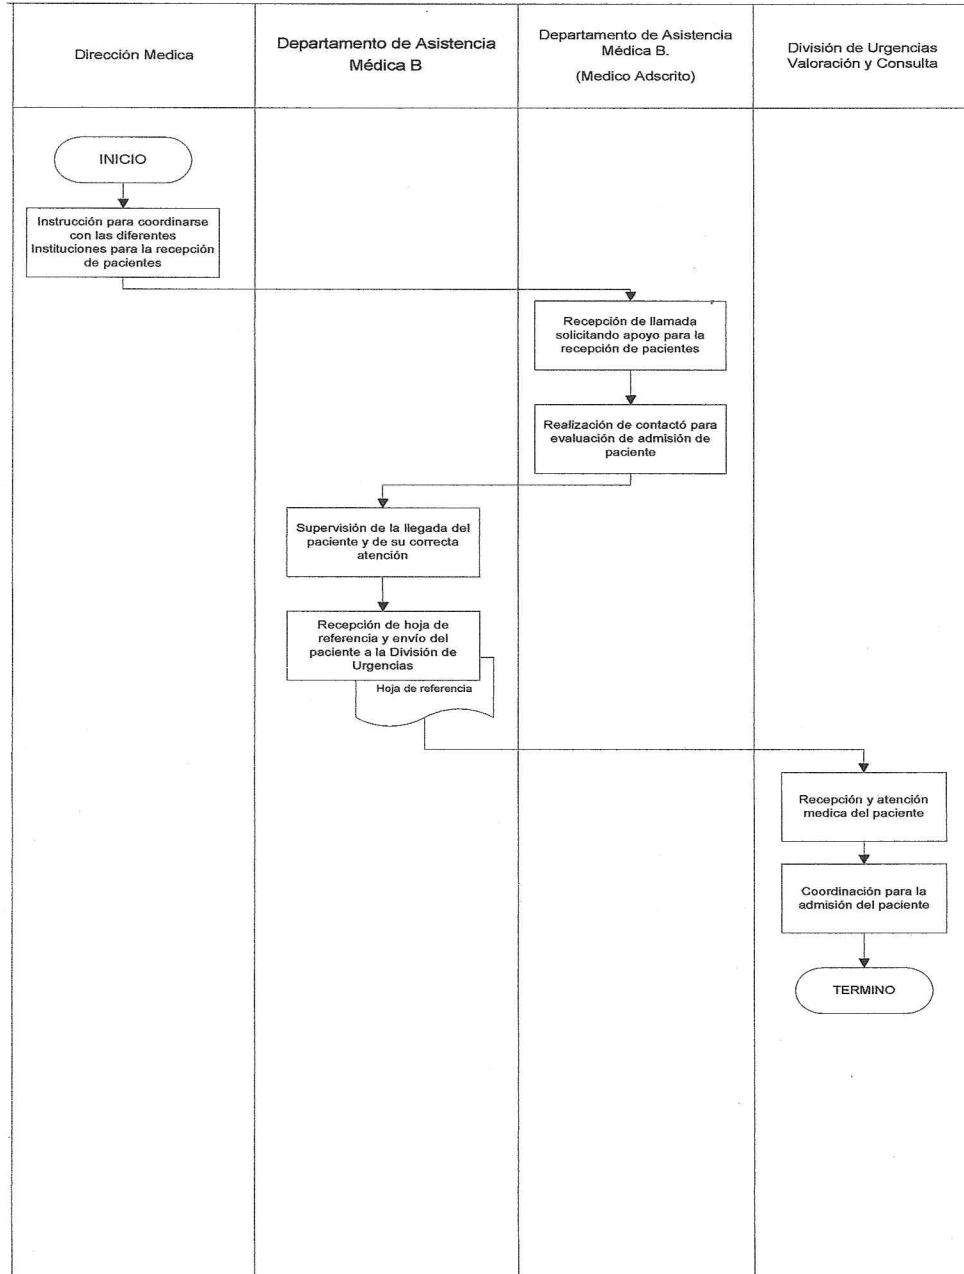 Dirección Medica
Departamento de Asistencia
Médica B
Departamento de Asistencia
Médica B.
(Medico Adscrito)
División de Urgencias
Valoración y Consulta
INICIO
Instrucción para coordinarse
con las diferentes
Instituciones para la recepción
de pacientes
Recepción de llamada
solicitando apoyo para la
recepción de pacientes
Realización de contactó para
evaluación de admisión de
paciente
Supervisión de la llegada del
paciente y de su correcta
atención
Recepción de hoja de
referencia y envío del
paciente a la División de
Urgencias
Hoja de referencia
Recepción y atención
medica del paciente
Coordinación para la
admisión del paciente
TERMINO